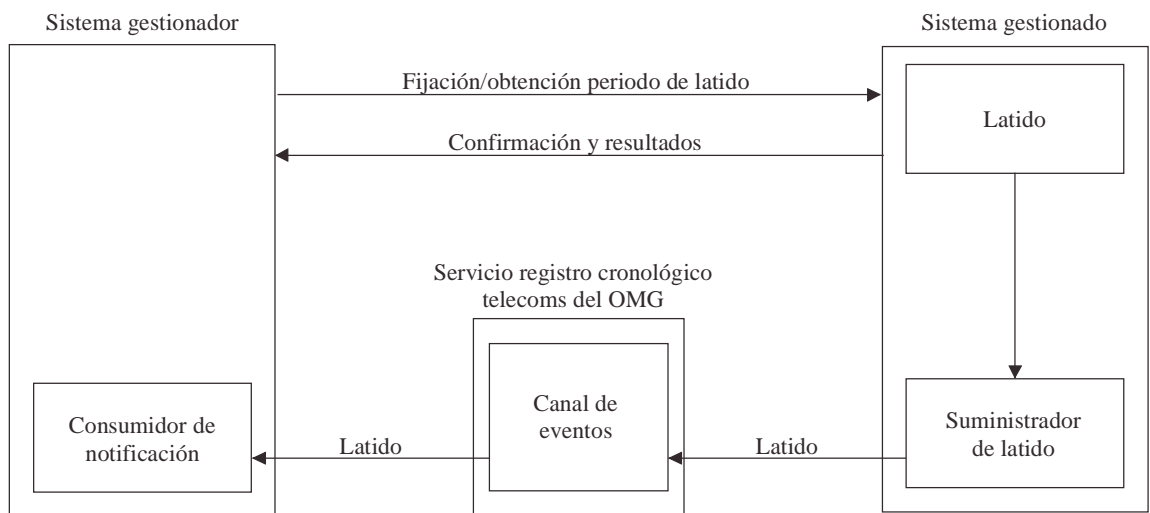 Sistema gestionador
Sistema gestionado
Fijación/obtención periodo de latido
Latido
Confirmación y resultados
Servicio registro cronológico
telecoms del OMG
Canal de
eventos
Consumidor de
notificación
Suministrador
de latido
Latido
Latido